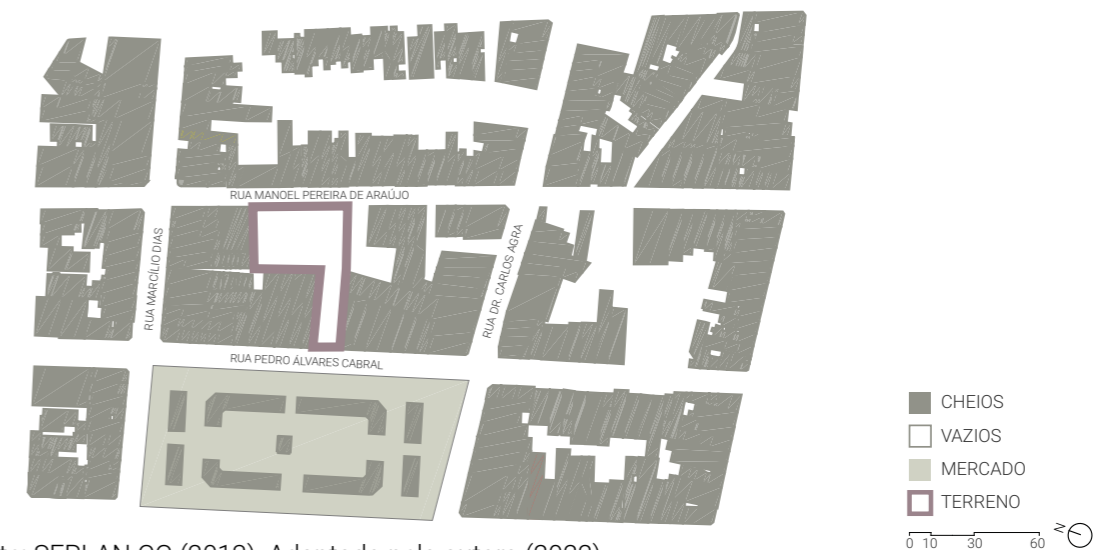 RUA MANOEL PEREIRA DE ARAÚJO
RUA MARCÍLIO DIAS
RUA DR. CARLOS AGRA
RUA PEDRO ÁLVARES CABRAL
CHEIOS
VAZIOS
MERCADO
TERRENO
0 10 30 60
N